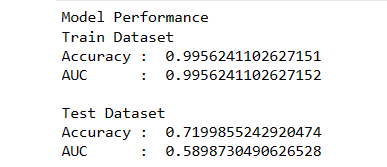 Model Performance
Train Dataset
Accuracy :  0.9956241102627151
AUC      :  0.9956241102627152
Test Dataset
Accuracy :  0.7199855242920474
AUC      :  0.5898730490626528